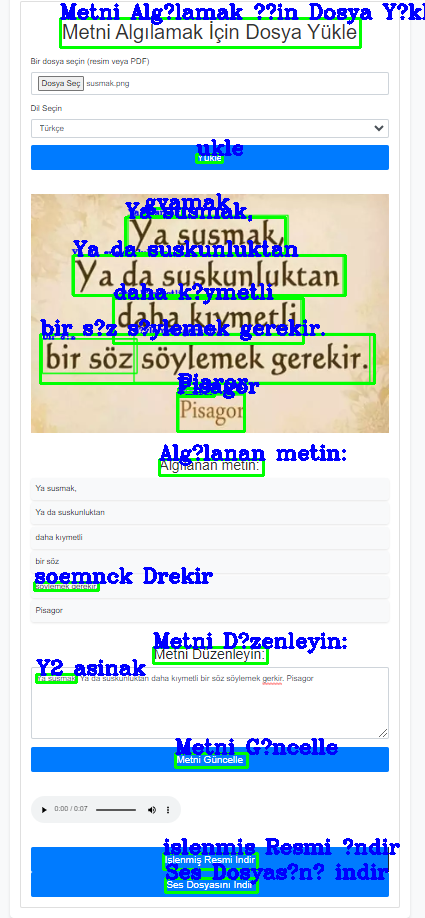 Metni Alg?lamak ??in Dosya Y?kl
Metni Algılamak İçin Dosya Yükle
Bir dosya seçin (resim veya PDF)
Dosya Seç susmak.png
Dil Seçin
Türkçe
ukle
Yükle
gyamak
Ya susmak,
Ya susmak,
Ya da suskunluktan
Ya da suskunluktan
daha k?ymetli
daha kıymetli
bir s?z s?ylemek gerekir.
bir söz söylemek gerekir.
Pisagor
Pisagor
Alg?lanan metin:
Algılanan metin:
Ya susmak,
Ya da suskunluktan
daha kıymetli
bir söz
soemnck Drekir
söylemek gerekir.
Pisagor
Metni D?zenleyin:
Metni Düzenleyin:
Y2 asinak
Ya susmak, Ya da suskunluktan daha kıymetli bir söz söylemek gerkir. Pisagor
Metni G?ncelle
Metni Güncelle
0:00 / 0:07
islenmis Resmi ?ndir
İşlenmiş Resmi İndir
Ses Dosyas?n? indir
Ses Dosyasını İndir